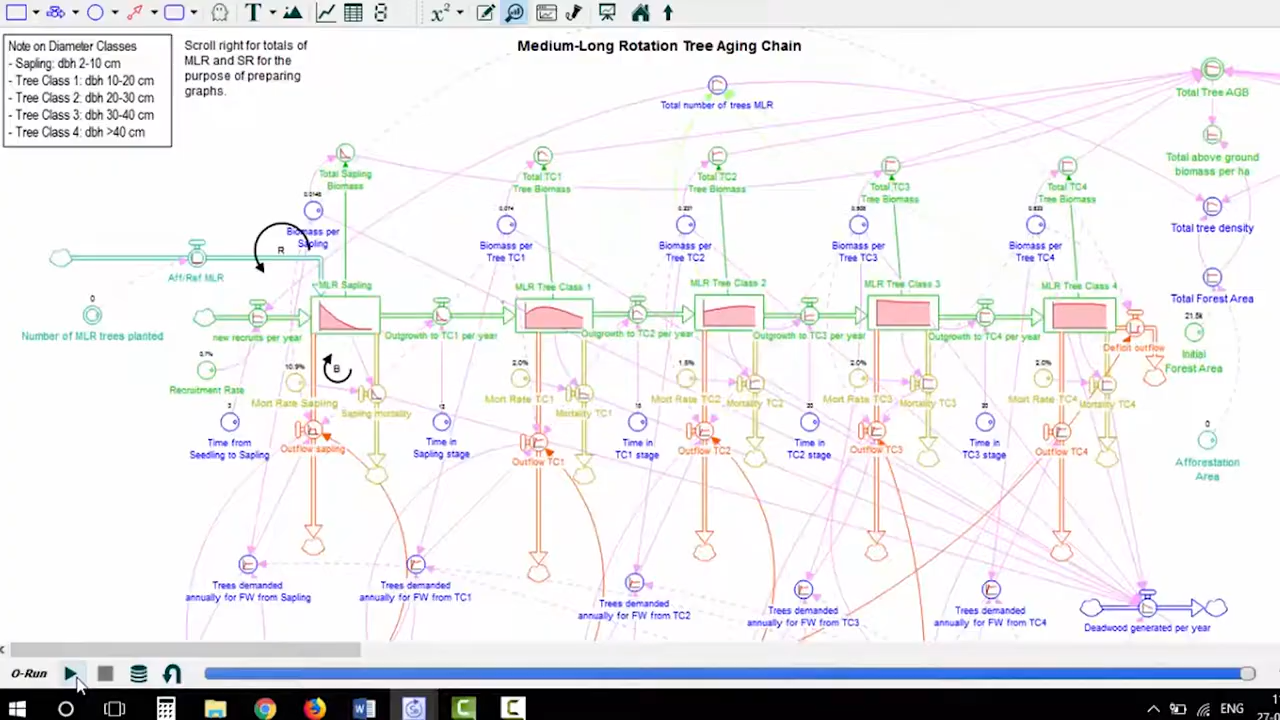 Note on Diameter Classes
- Sapling: dbh 2-10 cm
- Tree Class 1: dbh 10-20 cm
- Tree Class 2: dbh 20-30 cm
- Tree Class 3: dbh 30-40 cm
- Tree Class 4: dbh >40 cm
Scroll right for totals of
MLR and SR for the
purpose of preparing
graphs.
Medium-Long Rotation Tree Aging Chain
Total number of trees MLR
Total Tree AGB
Total above ground
biomass per ha
Total tree density
Total Forest Area
21.5k
Initial
Forest Area
0
Afforestation
Area
Total Sapling
Biomass
Total TC1
Tree Biomass
Total TC2
Tree Biomass
Total TC3
Tree Biomass
Total TC4
Tree Biomass
Biomass per
Sapling
0.074
Biomass per
Tree TC1
Biomass per
Tree TC2
Biomass per
Tree TC3
Biomass per
Tree TC4
R
Aff/Ref MLR
0
Number of MLR trees planted
MLR Sapling
MLR Tree Class 1
MLR Tree Class 2
MLR Tree Class 3
MLR Tree Class 4
new recruits per year
Outgrowth to TC1 per year
Outgrowth to TC2 per year
Outgrowth to TC3 per year
Outgrowth to TC4 per year
Deficit outflow
Recruitment Rate
B
10.9%
Mort Rate Sapling
Sapling mortality
2.0%
Mort Rate TC1
Mortality TC1
Mort Rate TC2
Mortality TC2
2.0%
Mort Rate TC3
Mortality TC3
2.0%
Mort Rate TC4
Mortality TC4
Time from
Seedling to Sapling
Outflow sapling
Time in
Sapling stage
Outflow TC1
Time in
TC1 stage
Outflow TC2
Time in
TC2 stage
Outflow TC3
Time in
TC3 stage
Outflow TC4
Trees demanded
annually for FW from Sapling
Trees demanded
annually for FW from TC1
Trees demanded
annually for FW from TC2
Trees demanded
annually for FW from TC3
Trees demanded
annually for FW from TC4
Deadwood generated per year
O-Run
ENG